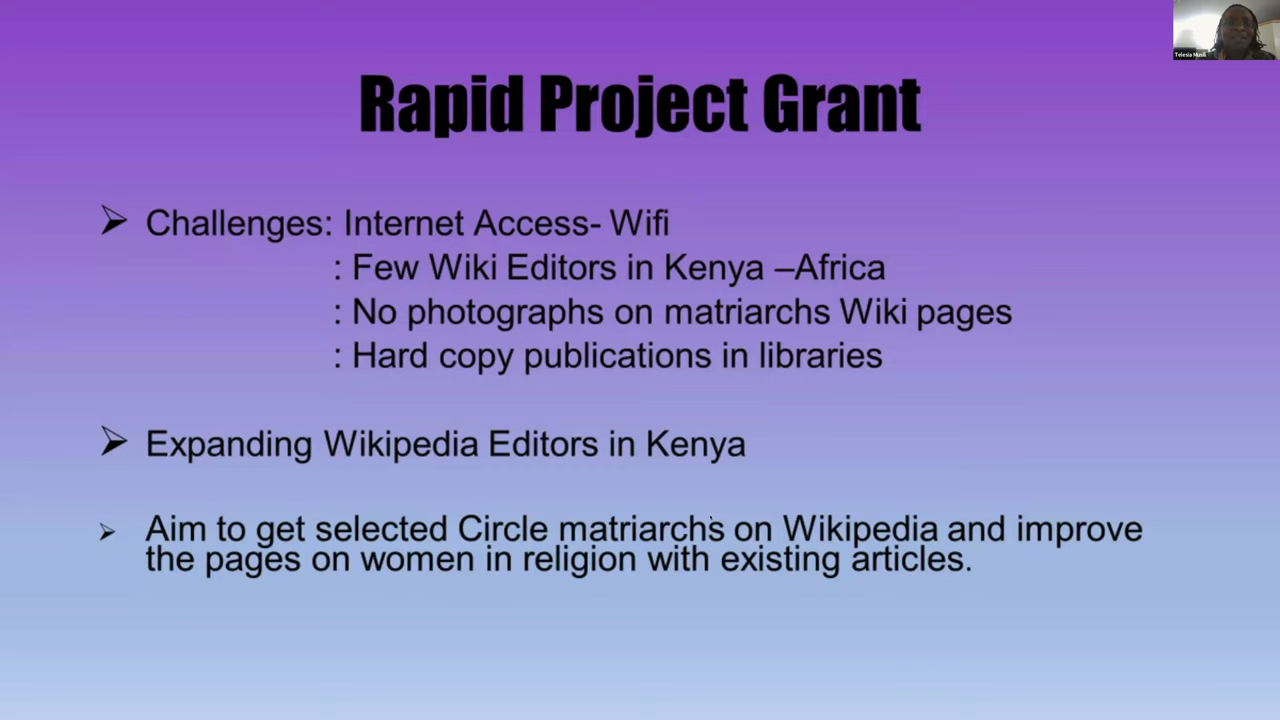 Telesia Musili
Rapid Project Grant
Challenges: Internet Access- Wifi
: Few Wiki Editors in Kenya –Africa
: No photographs on matriarchs Wiki pages
: Hard copy publications in libraries
Expanding Wikipedia Editors in Kenya
Aim to get selected Circle matriarchs on Wikipedia and improve
the pages on women in religion with existing articles.